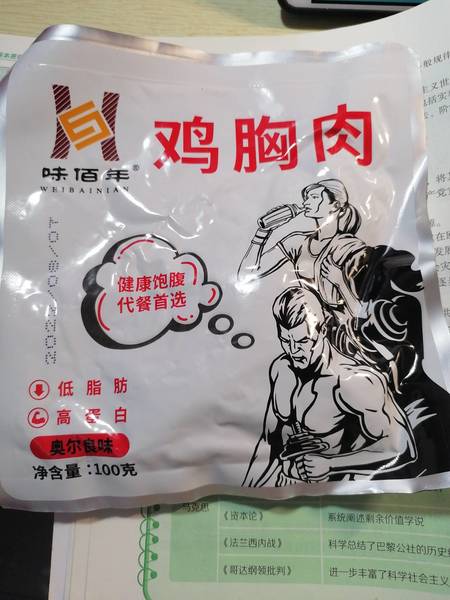 味佰年®
WEIBAINIAN
鸡胸肉
健康饱腹
代餐首选
低脂肪
高蛋白
奥尔良味
净含量:100克
马克思
《资本论》
系统阐述剩余价值学说
《法兰西内战》
科学总结了巴黎公社的历史
《哥达纲领批判》
进一步丰富了科学社会主义